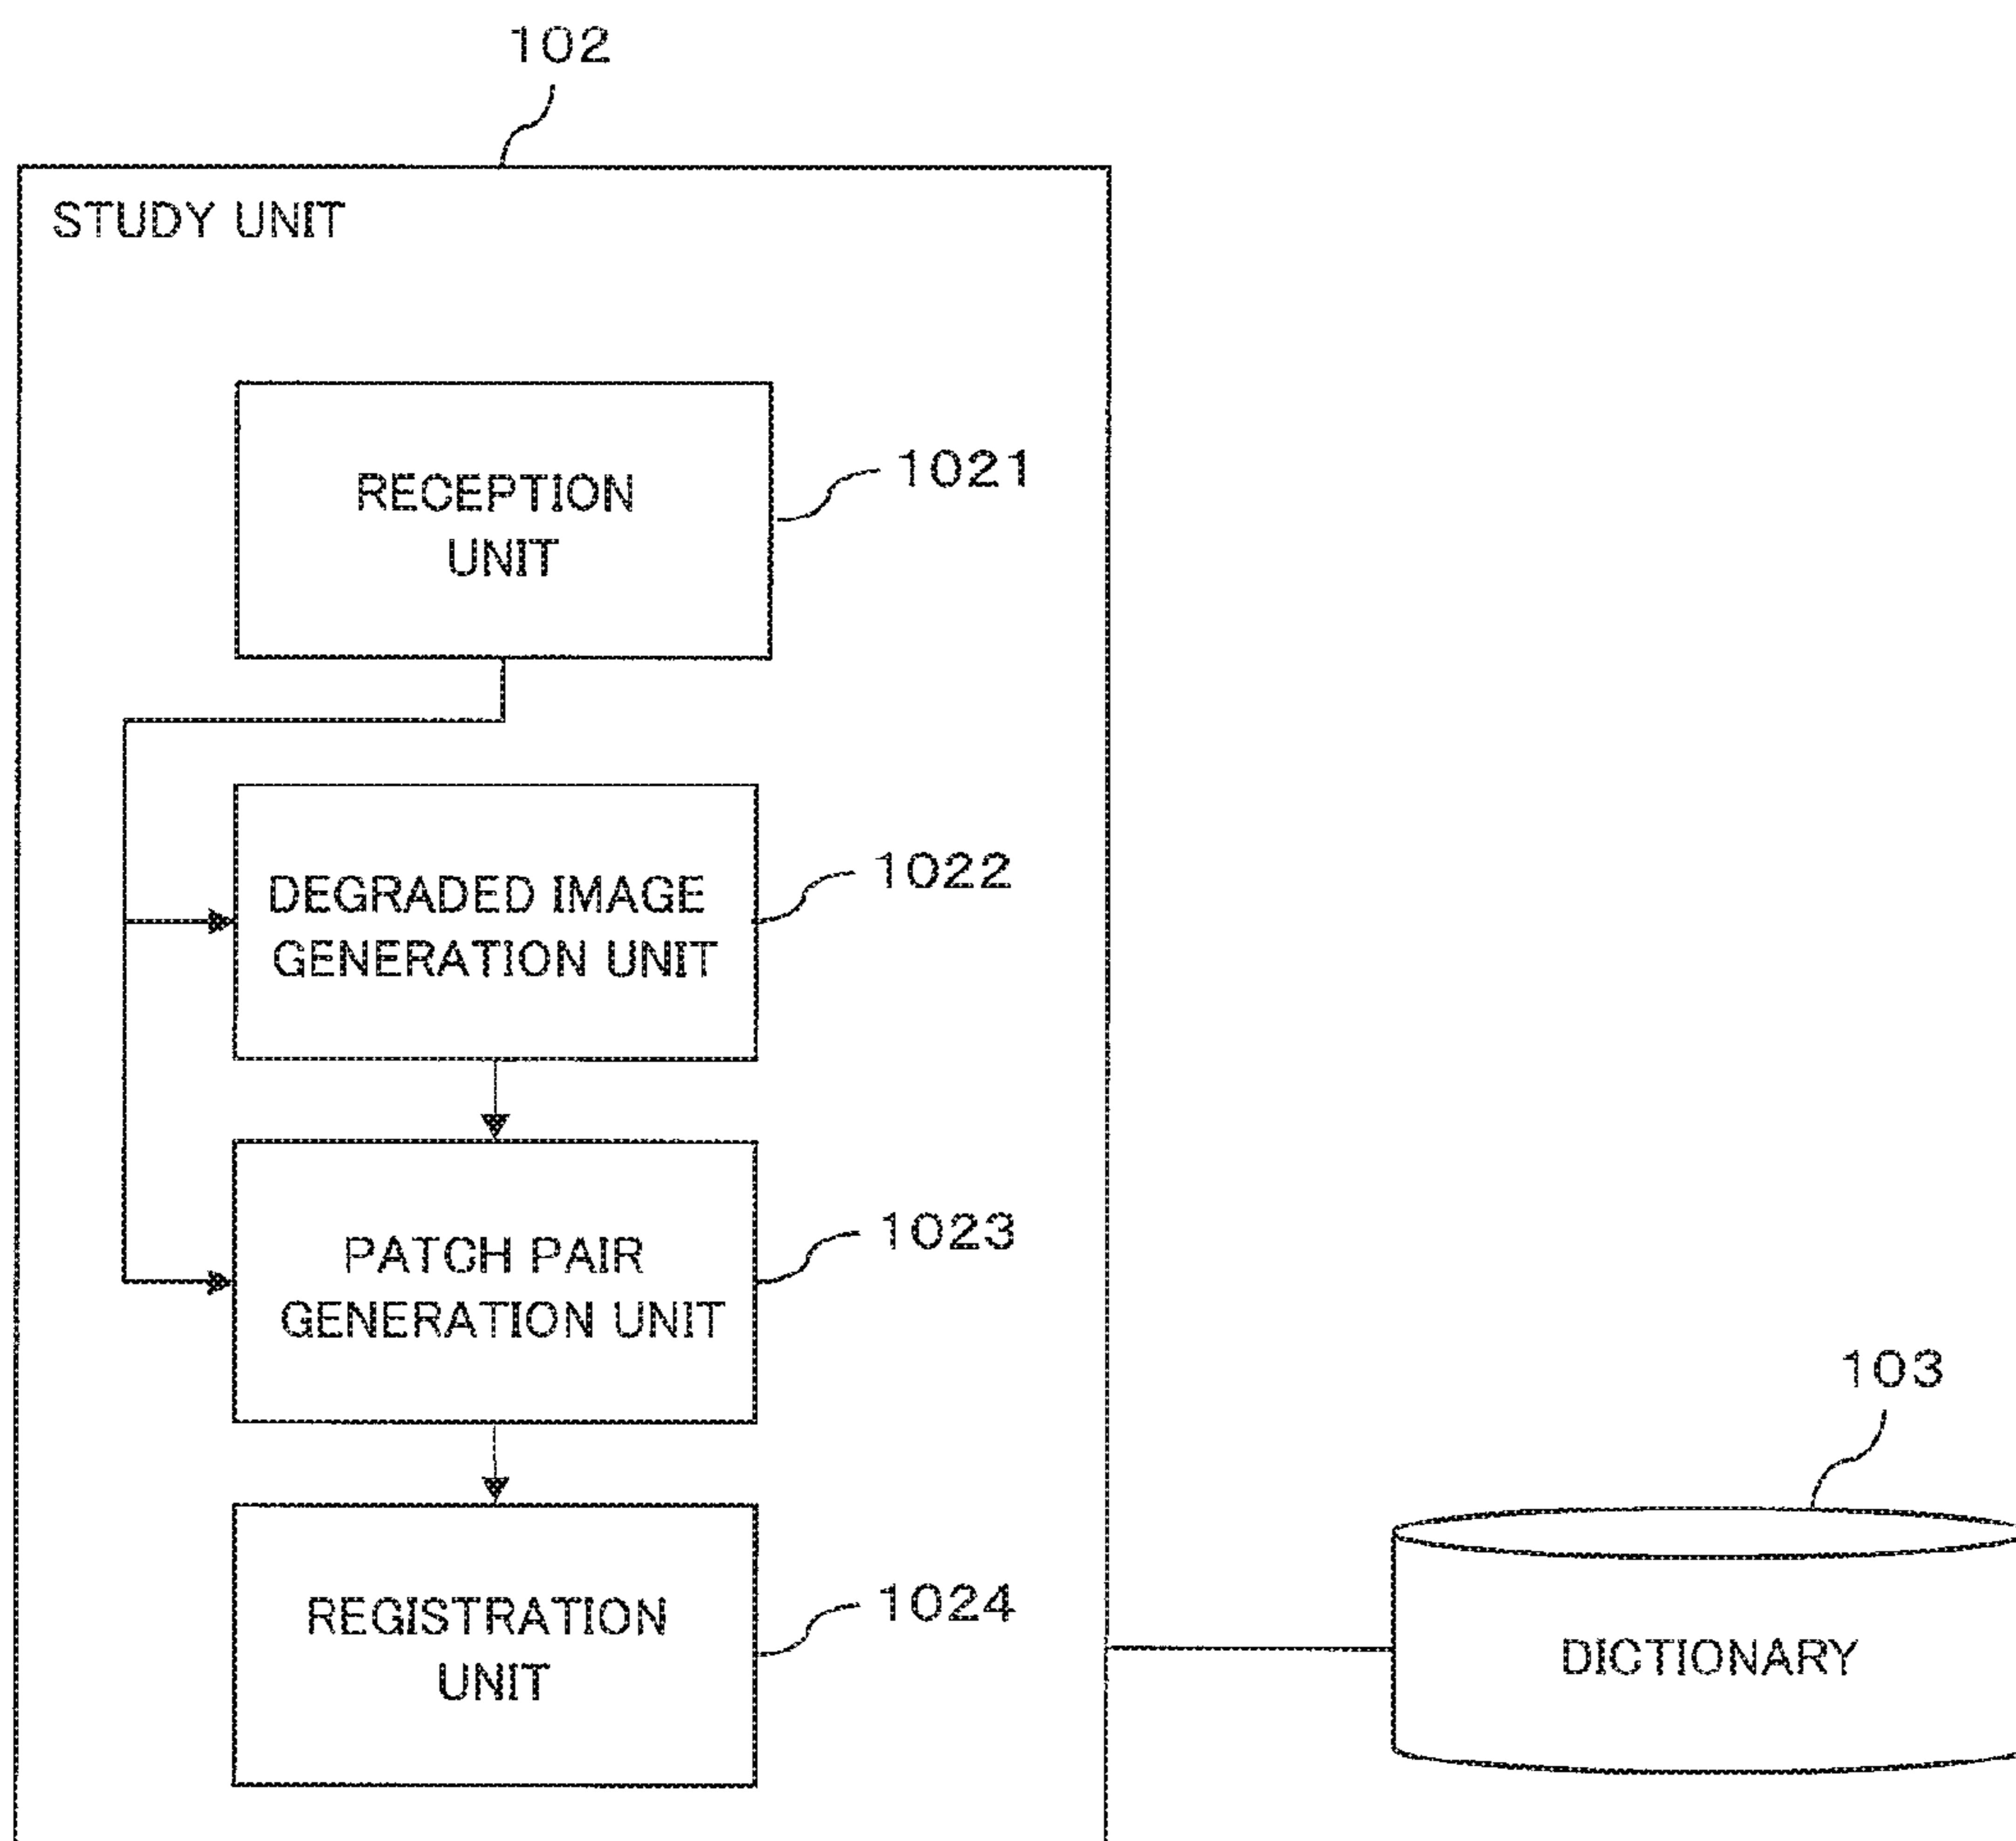 102
STUDY UNIT
RECEPTION
UNIT
1021
DEGRADED IMAGE
GENERATION UNIT
1022
PATCH PAIR
GENERATION UNIT
1023
REGISTRATION
UNIT
1024
103
DICTIONARY